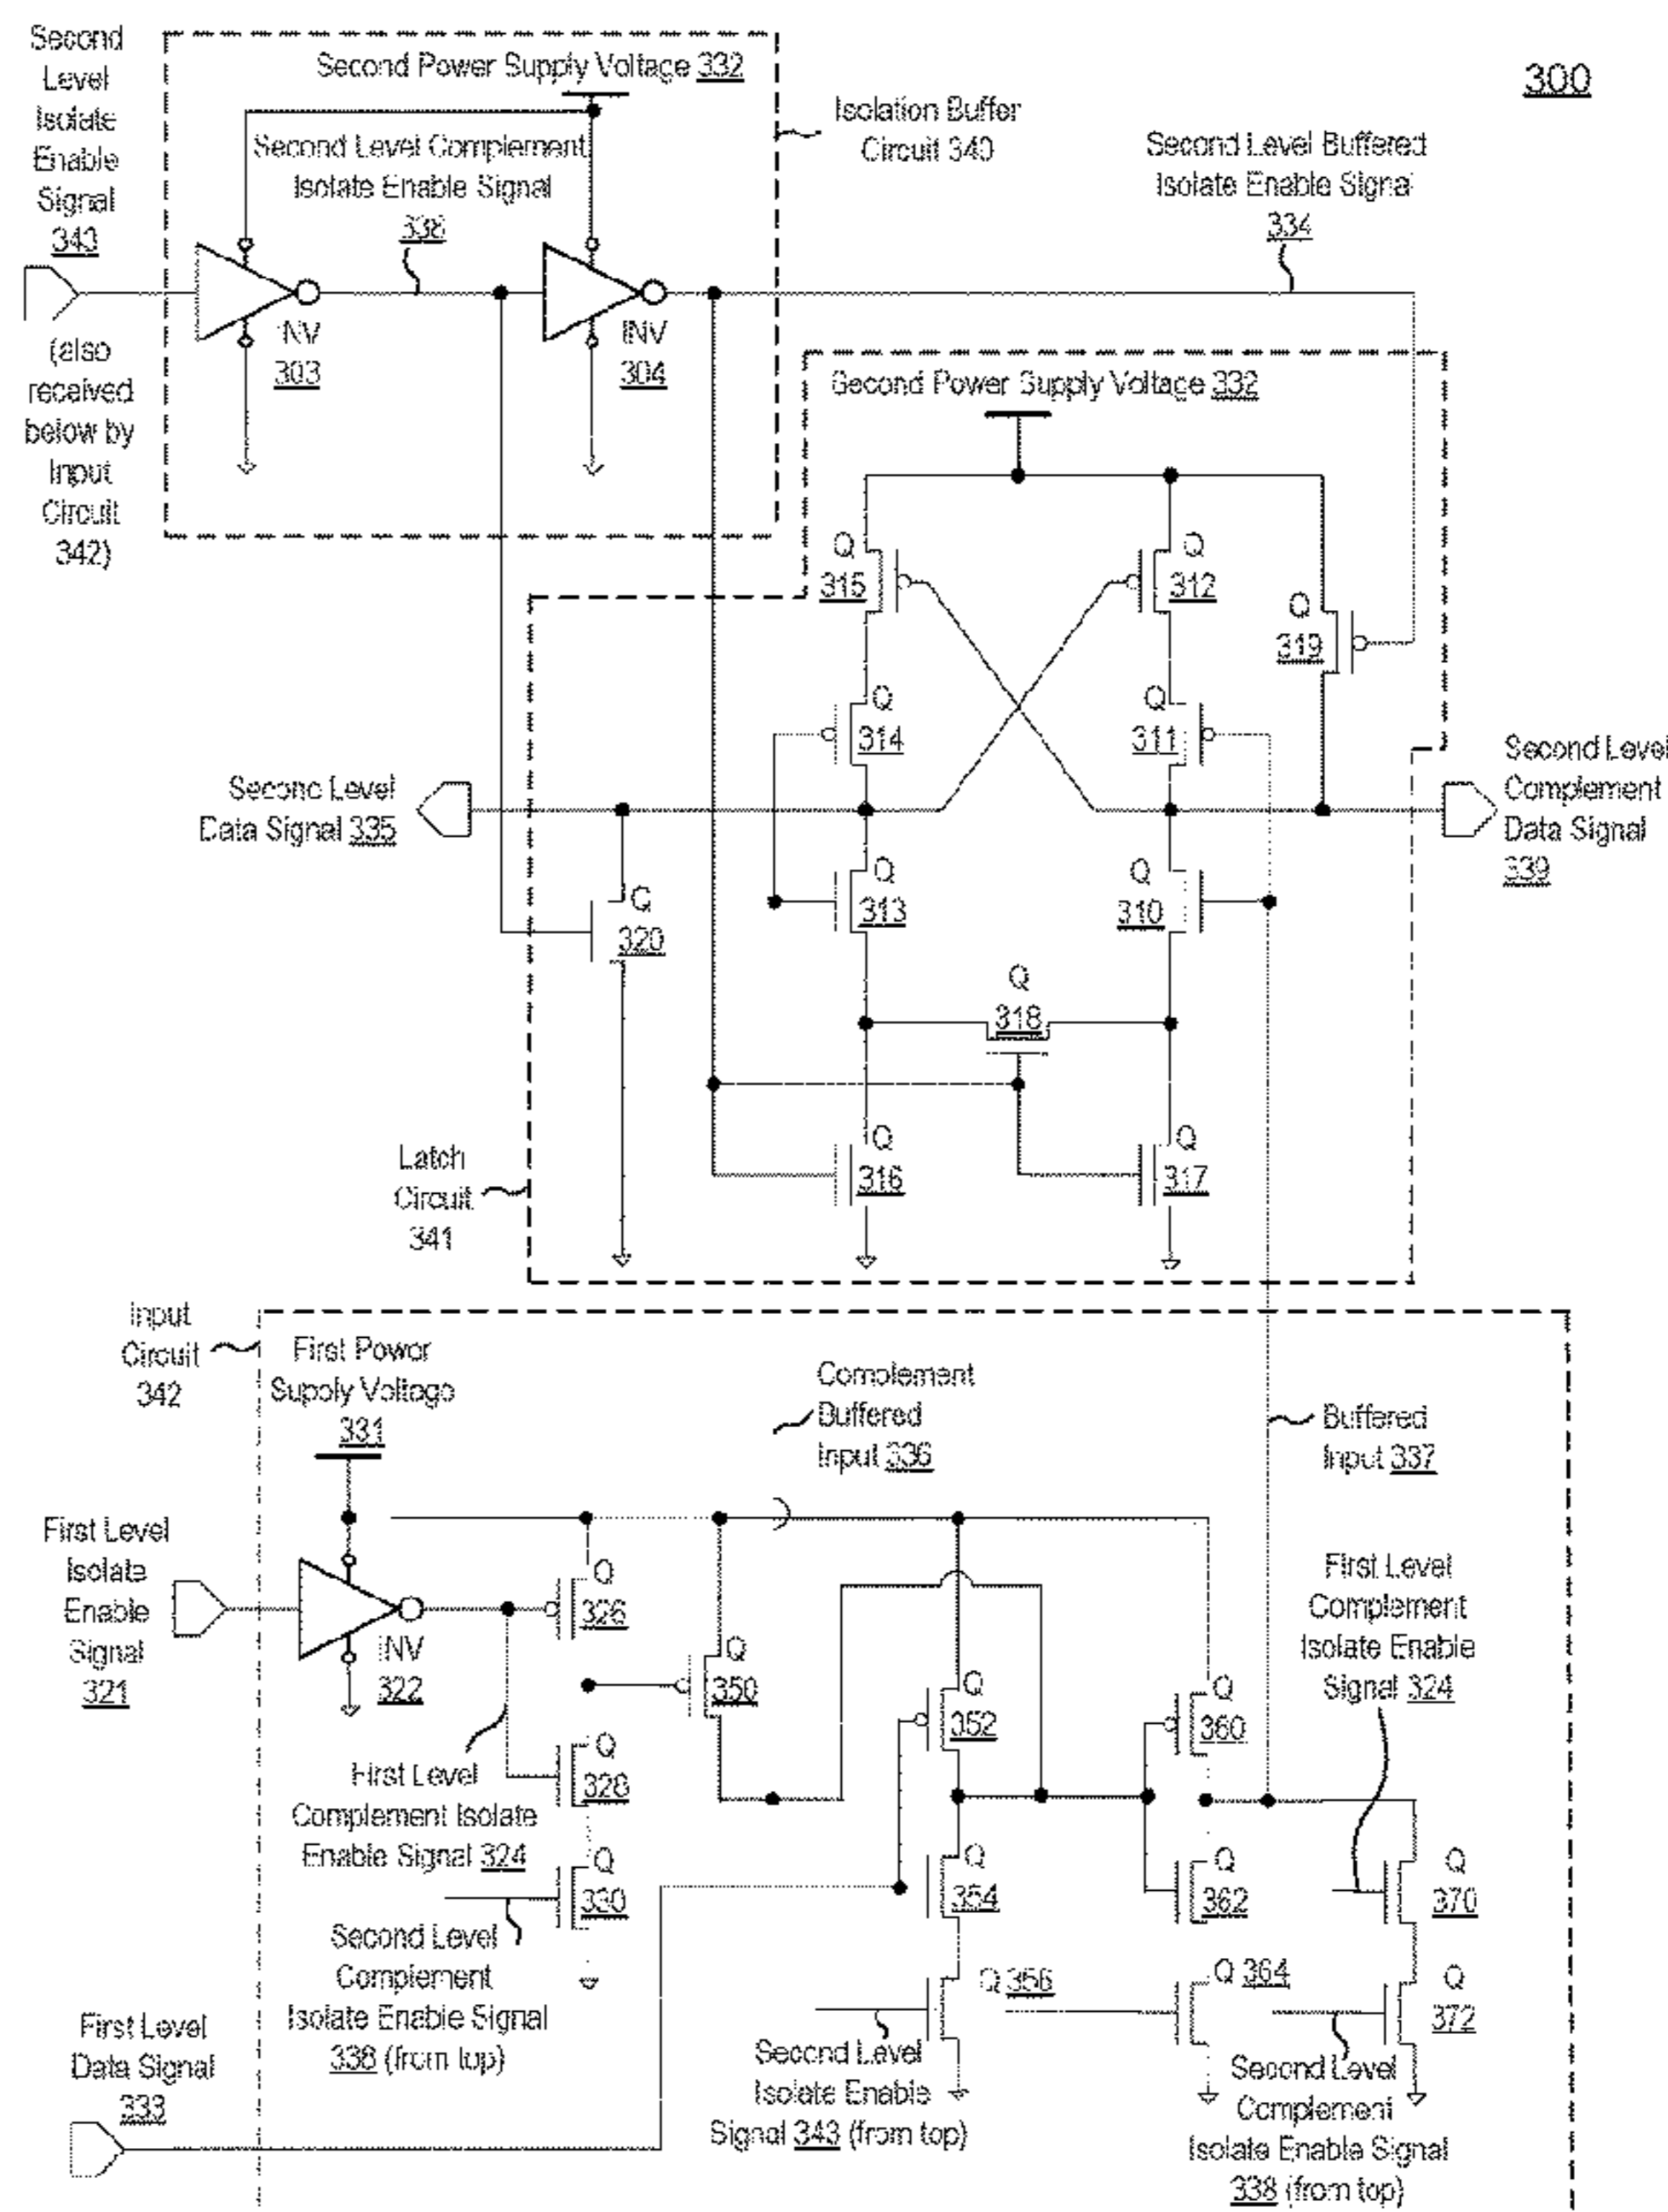 300
Second
Level
Isolate
Enable
Signal
343
(also
received
below by
Input
Circuit
342)
Second Power Supply Voltage 332
Second Level Complement
Isolate Enable Signal
338
INV
303
INV
304
Isolation Buffer
Circuit 340
Second Level Buffered
Isolate Enable Signal
334
Second Power Supply Voltage 332
Q
315
Q
312
Q
319
Q
314
Q
311
Second Level
Data Signal 335
Second Level
Complement
Data Signal
339
Q
313
Q
310
Q
320
Q
318
Q
316
Q
317
Latch
Circuit
341
Input
Circuit
342
First Power
Supply Voltage
331
Complement
Buffered
Input 336
Buffered
Input 337
First Level
Isolate
Enable
Signal
321
INV
322
Q
326
Q
350
Q
352
Q
360
First Level
Complement
Isolate Enable
Signal 324
Q
328
First Level
Complement Isolate
Enable Signal 324
Q
330
Q
354
Q
362
Q
370
Second Level
Complement
Isolate Enable Signal
338 (from top)
Q 356
Q 364
Q
372
Second Level
Isolate Enable
Signal 343 (from top)
Second Level
Complement
Isolate Enable Signal
338 (from top)
First Level
Data Signal
333